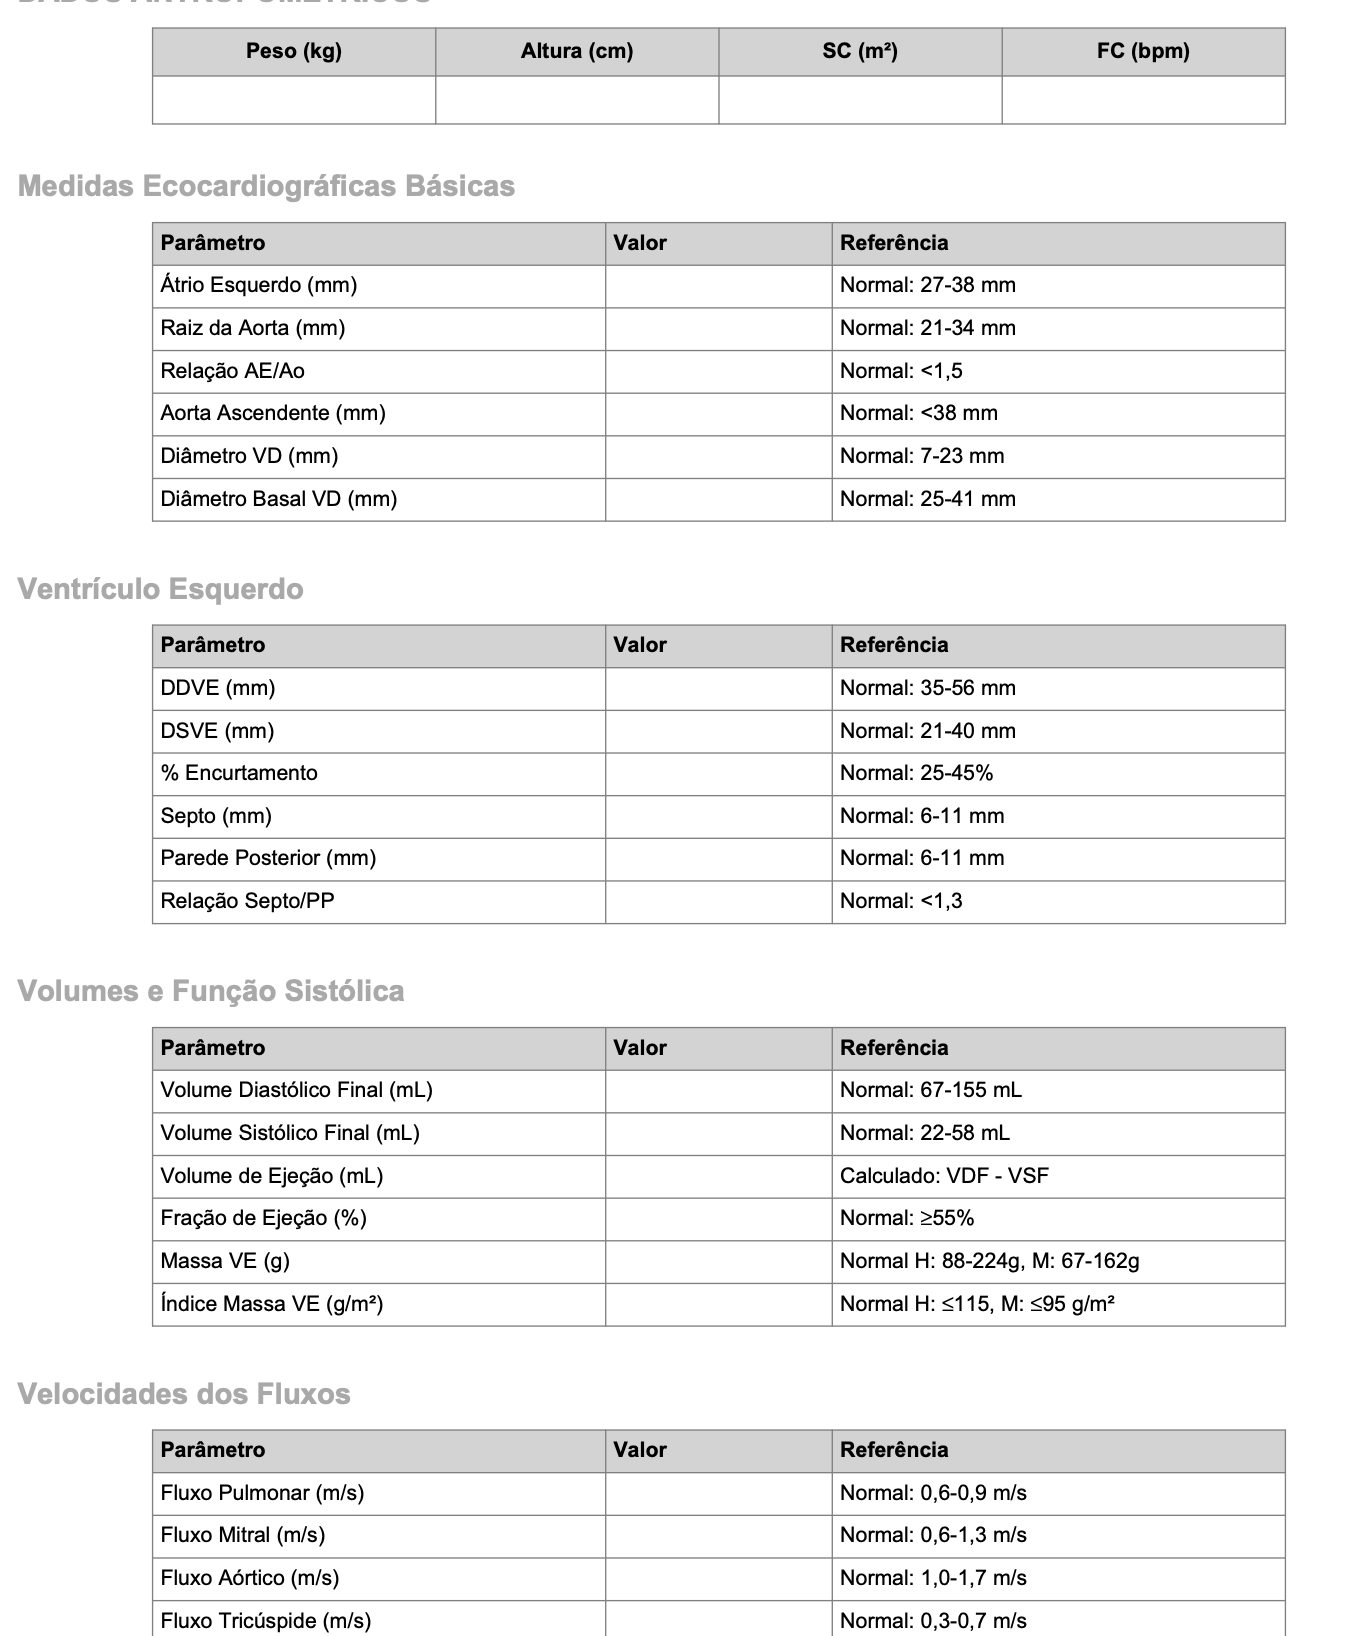 DADOS ANTROPOMÉTRICOS
Peso (kg) Altura (cm) SC (m²) FC (bpm)
Medidas Ecocardiográficas Básicas
Parâmetro Valor Referência
Átrio Esquerdo (mm) Normal: 27-38 mm
Raiz da Aorta (mm) Normal: 21-34 mm
Relação AE/Ao Normal: <1,5
Aorta Ascendente (mm) Normal: <38 mm
Diâmetro VD (mm) Normal: 7-23 mm
Diâmetro Basal VD (mm) Normal: 25-41 mm
Ventrículo Esquerdo
Parâmetro Valor Referência
DDVE (mm) Normal: 35-56 mm
DSVE (mm) Normal: 21-40 mm
% Encurtamento Normal: 25-45%
Septo (mm) Normal: 6-11 mm
Parede Posterior (mm) Normal: 6-11 mm
Relação Septo/PP Normal: <1,3
Volumes e Função Sistólica
Parâmetro Valor Referência
Volume Diastólico Final (mL) Normal: 67-155 mL
Volume Sistólico Final (mL) Normal: 22-58 mL
Volume de Ejeção (mL) Calculado: VDF - VSF
Fração de Ejeção (%) Normal: ≥55%
Massa VE (g) Normal H: 88-224g, M: 67-162g
Índice Massa VE (g/m²) Normal H: ≤115, M: ≤95 g/m²
Velocidades dos Fluxos
Parâmetro Valor Referência
Fluxo Pulmonar (m/s) Normal: 0,6-0,9 m/s
Fluxo Mitral (m/s) Normal: 0,6-1,3 m/s
Fluxo Aórtico (m/s) Normal: 1,0-1,7 m/s
Fluxo Tricúspide (m/s) Normal: 0,3-0,7 m/s